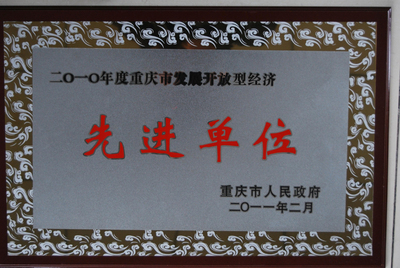 二〇一〇年度重庆市发展开放型经济
先进单位
重庆市人民政府
二〇一一年二月